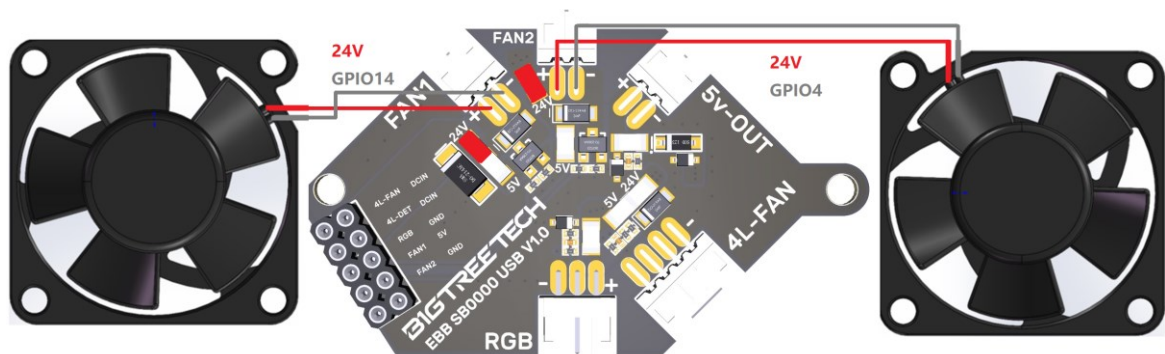 24V
GPIO14
FAN2
+ -
24V
24V
GPIO4
FAN1
+ -
24V
5V
5V
5V-OUT
+ -
5V 24V
4L-FAN
-
4L-FAN DCIN
4L-DET DCIN
RGB GND
FAN1 5V
FAN2 GND
BIGTREETECH
EBB SB0000 USB V1.0
- +
RGB